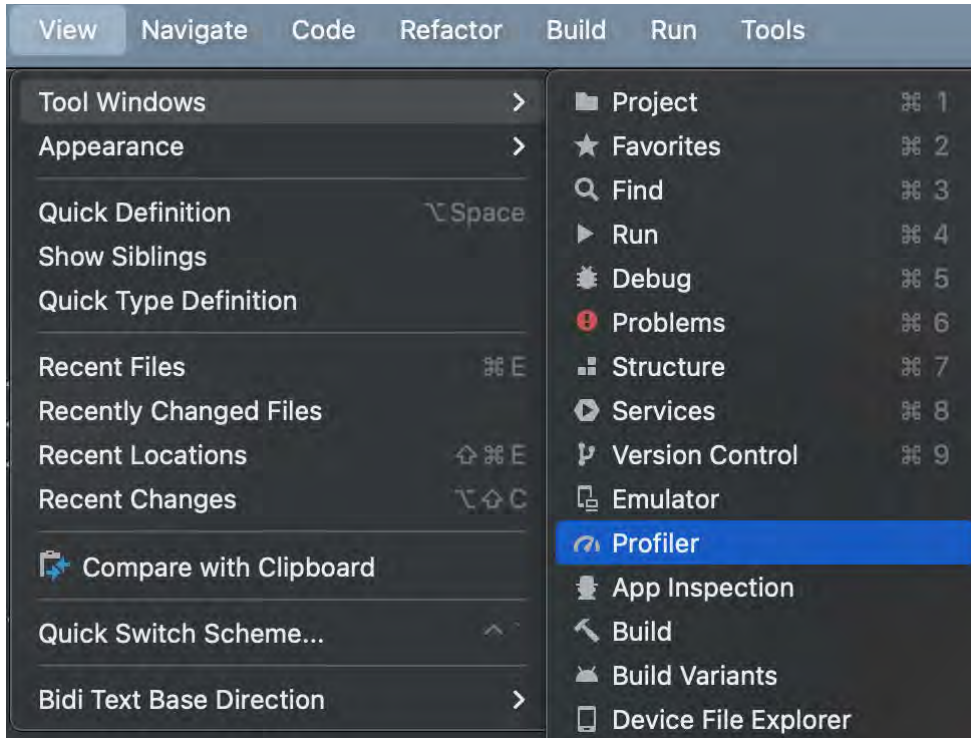 View Navigate Code Refactor Build Run Tools
Tool Windows >
Appearance >
Quick Definition ⌥Space
Show Siblings
Quick Type Definition
Recent Files ⌘E
Recently Changed Files
Recent Locations ⇧⌘E
Recent Changes ⌥⇧C
Compare with Clipboard
Quick Switch Scheme... ^`
Bidi Text Base Direction >
Project ⌘1
Favorites ⌘2
Find ⌘3
Run ⌘4
Debug ⌘5
Problems ⌘6
Structure ⌘7
Services ⌘8
Version Control ⌘9
Emulator
Profiler
App Inspection
Build
Build Variants
Device File Explorer